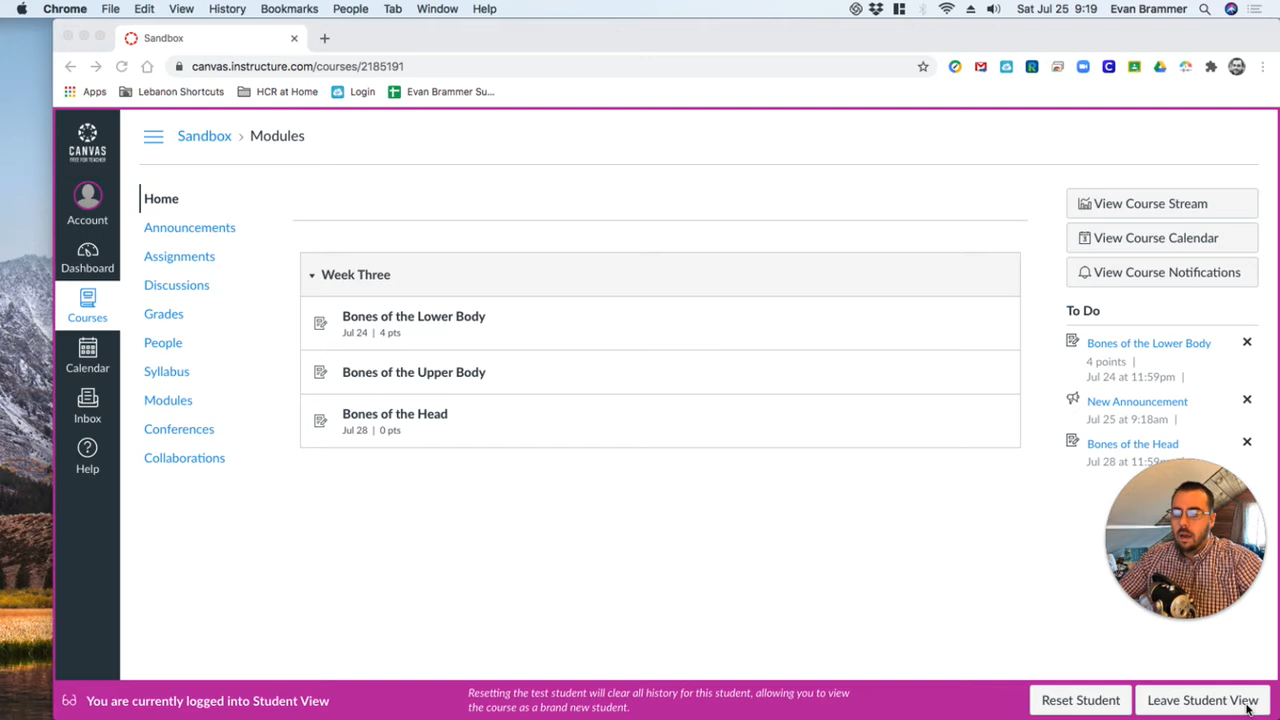 Chrome File Edit View History Bookmarks People Tab Window Help Sat Jul 25 9:19 Evan Brammer
Sandbox
canvas.instructure.com/courses/2185191
Apps Lebanon Shortcuts HCR at Home Login Evan Brammer Su...
CANVAS
FREE FOR TEACHER
Account
Dashboard
Courses
Calendar
Inbox
Help
Sandbox › Modules
Home
Announcements
Assignments
Discussions
Grades
People
Syllabus
Modules
Conferences
Collaborations
Week Three
Bones of the Lower Body
Jul 24 | 4 pts
Bones of the Upper Body
Bones of the Head
Jul 28 | 0 pts
View Course Stream
View Course Calendar
View Course Notifications
To Do
Bones of the Lower Body
4 points |
Jul 24 at 11:59pm |
New Announcement
Jul 25 at 9:18am |
Bones of the Head
Jul 28 at 11:59pm
You are currently logged into Student View
Resetting the test student will clear all history for this student, allowing you to view
the course as a brand new student.
Reset Student
Leave Student View